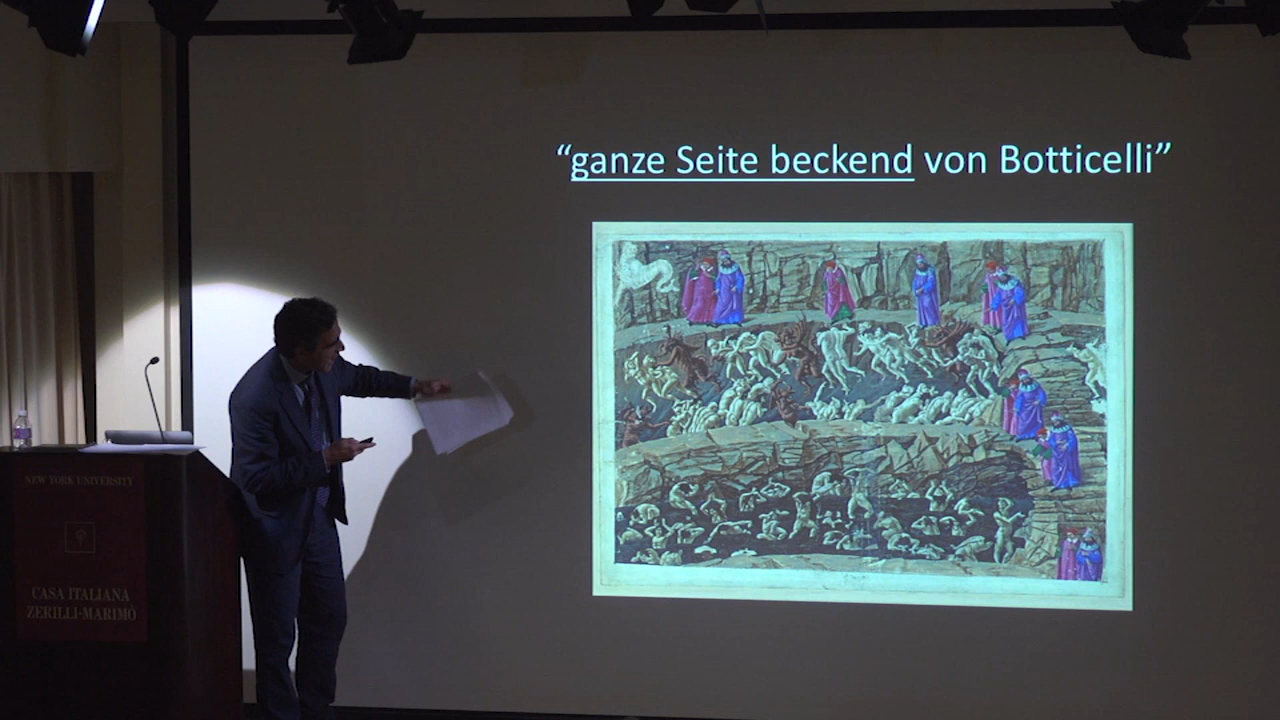 “ganze Seite beckend von Botticelli”
NEW YORK UNIVERSITY
CASA ITALIANA
ZERILLI-MARIMÒ